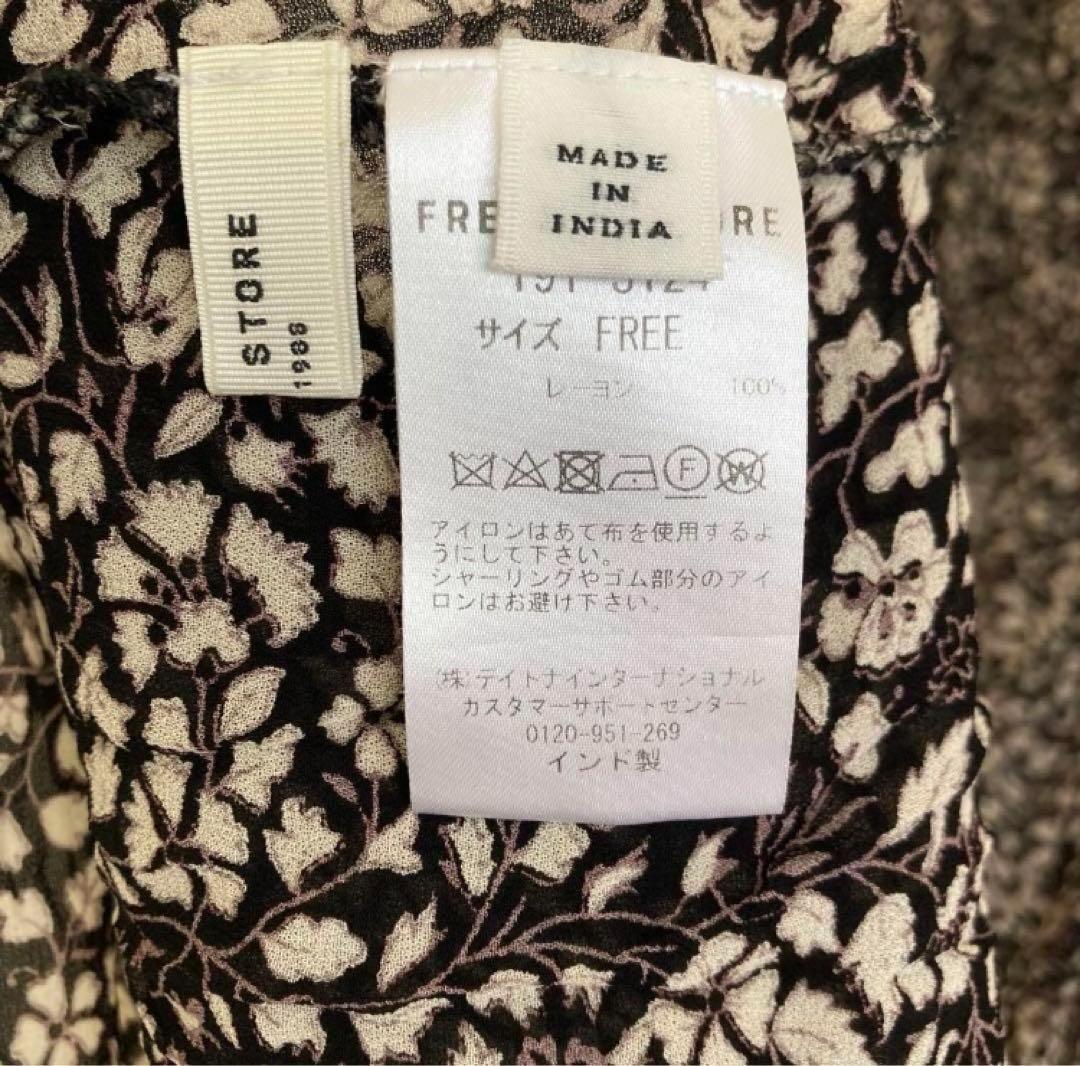 STORE
1986
MADE
IN
INDIA
サイズ FREE
レーヨン 100%
F
W
アイロンはあて布を使用するよ
うにして下さい。
シャーリングやゴム部分のアイ
ロンはお避け下さい。
(株)デイトナインターナショナル
カスタマーサポートセンター
0120-951-269
インド製